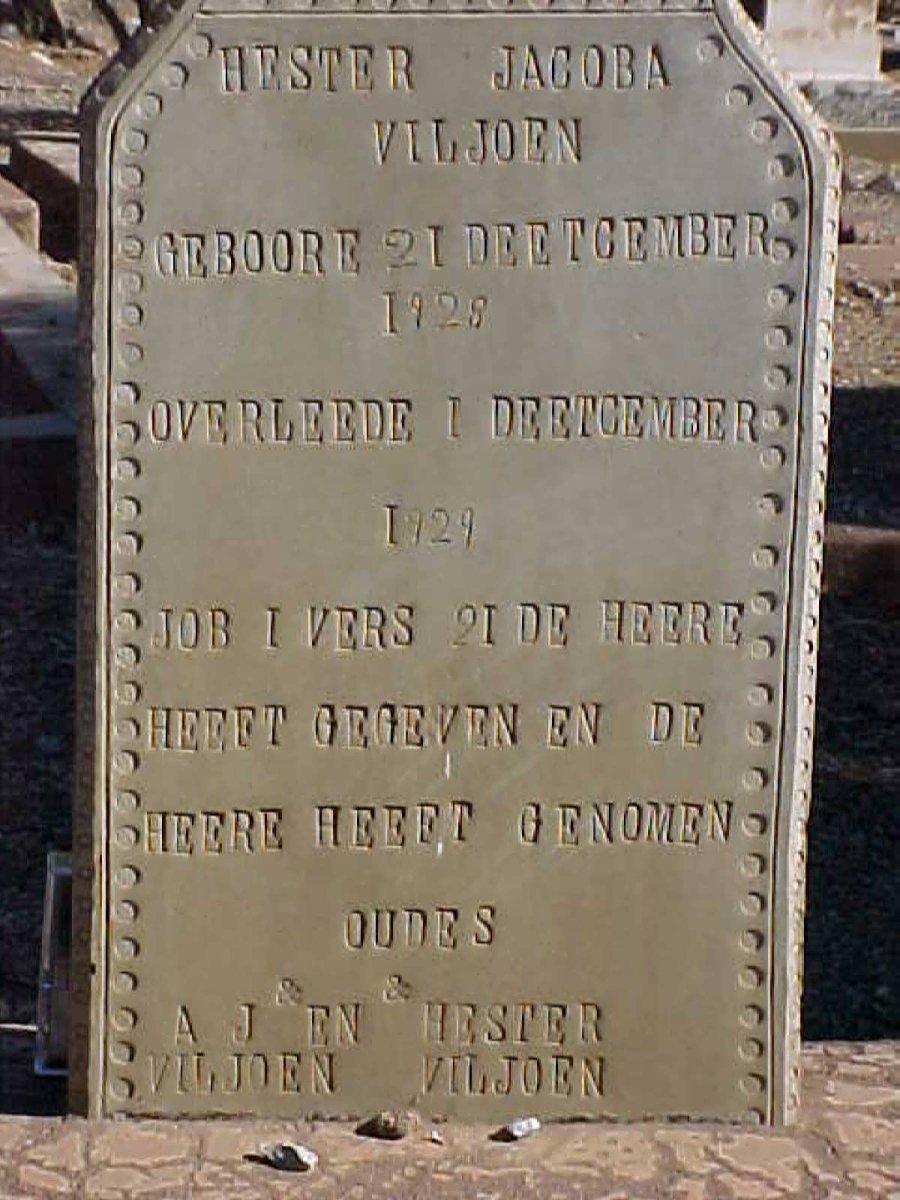 HESTER JACOBA
VILJOEN
GEBOORE 21 DEETCEMBER
1928
OVERLEEDE 1 DEETCEMBER
1929
JOB 1 VERS 21 DE HEERE
HEEFT GEGEVEN EN DE
HEERE HEEFT GENOMEN
OUDES
& &
A J EN HESTER
VILJOEN VILJOEN